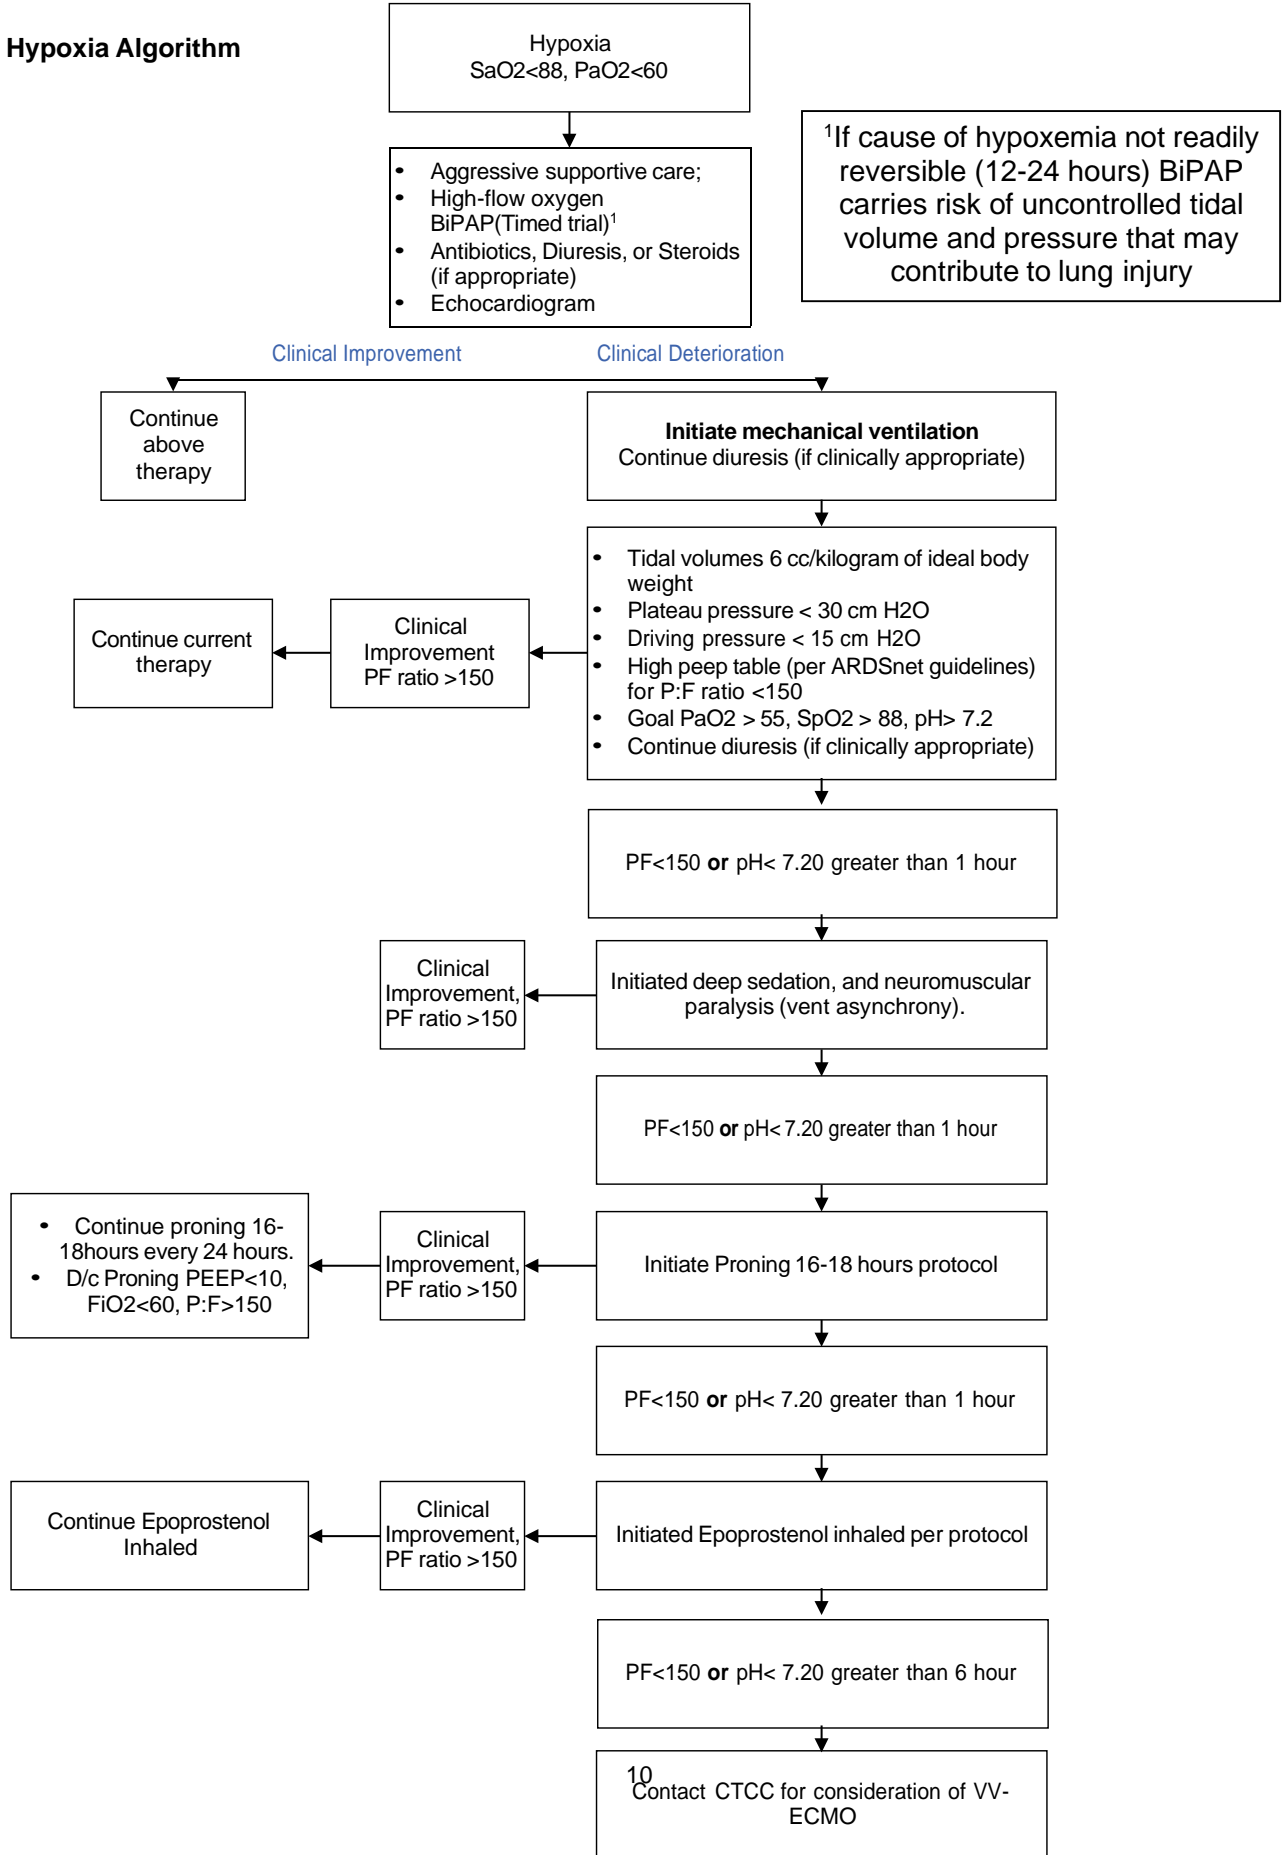 Hypoxia Algorithm
Hypoxia
SaO2<88, PaO2<60
¹If cause of hypoxemia not readily
reversible (12-24 hours) BiPAP
carries risk of uncontrolled tidal
volume and pressure that may
contribute to lung injury
• Aggressive supportive care;
• High-flow oxygen
BiPAP(Timed trial)¹
• Antibiotics, Diuresis, or Steroids
(if appropriate)
• Echocardiogram
Clinical Improvement
Clinical Deterioration
Continue
above
therapy
Initiate mechanical ventilation
Continue diuresis (if clinically appropriate)
• Tidal volumes 6 cc/kilogram of ideal body
weight
• Plateau pressure < 30 cm H2O
• Driving pressure < 15 cm H2O
• High peep table (per ARDSnet guidelines)
for P:F ratio <150
• Goal PaO2 > 55, SpO2 > 88, pH> 7.2
• Continue diuresis (if clinically appropriate)
Clinical
Improvement
PF ratio >150
Continue current
therapy
PF<150 or pH< 7.20 greater than 1 hour
Initiated deep sedation, and neuromuscular
paralysis (vent asynchrony).
Clinical
Improvement,
PF ratio >150
PF<150 or pH< 7.20 greater than 1 hour
Initiate Proning 16-18 hours protocol
Clinical
Improvement,
PF ratio >150
• Continue proning 16-
18hours every 24 hours.
• D/c Proning PEEP<10,
FiO2<60, P:F>150
PF<150 or pH< 7.20 greater than 1 hour
Initiated Epoprostenol inhaled per protocol
Clinical
Improvement,
PF ratio >150
Continue Epoprostenol
Inhaled
PF<150 or pH< 7.20 greater than 6 hour
10
Contact CTCC for consideration of VV-
ECMO